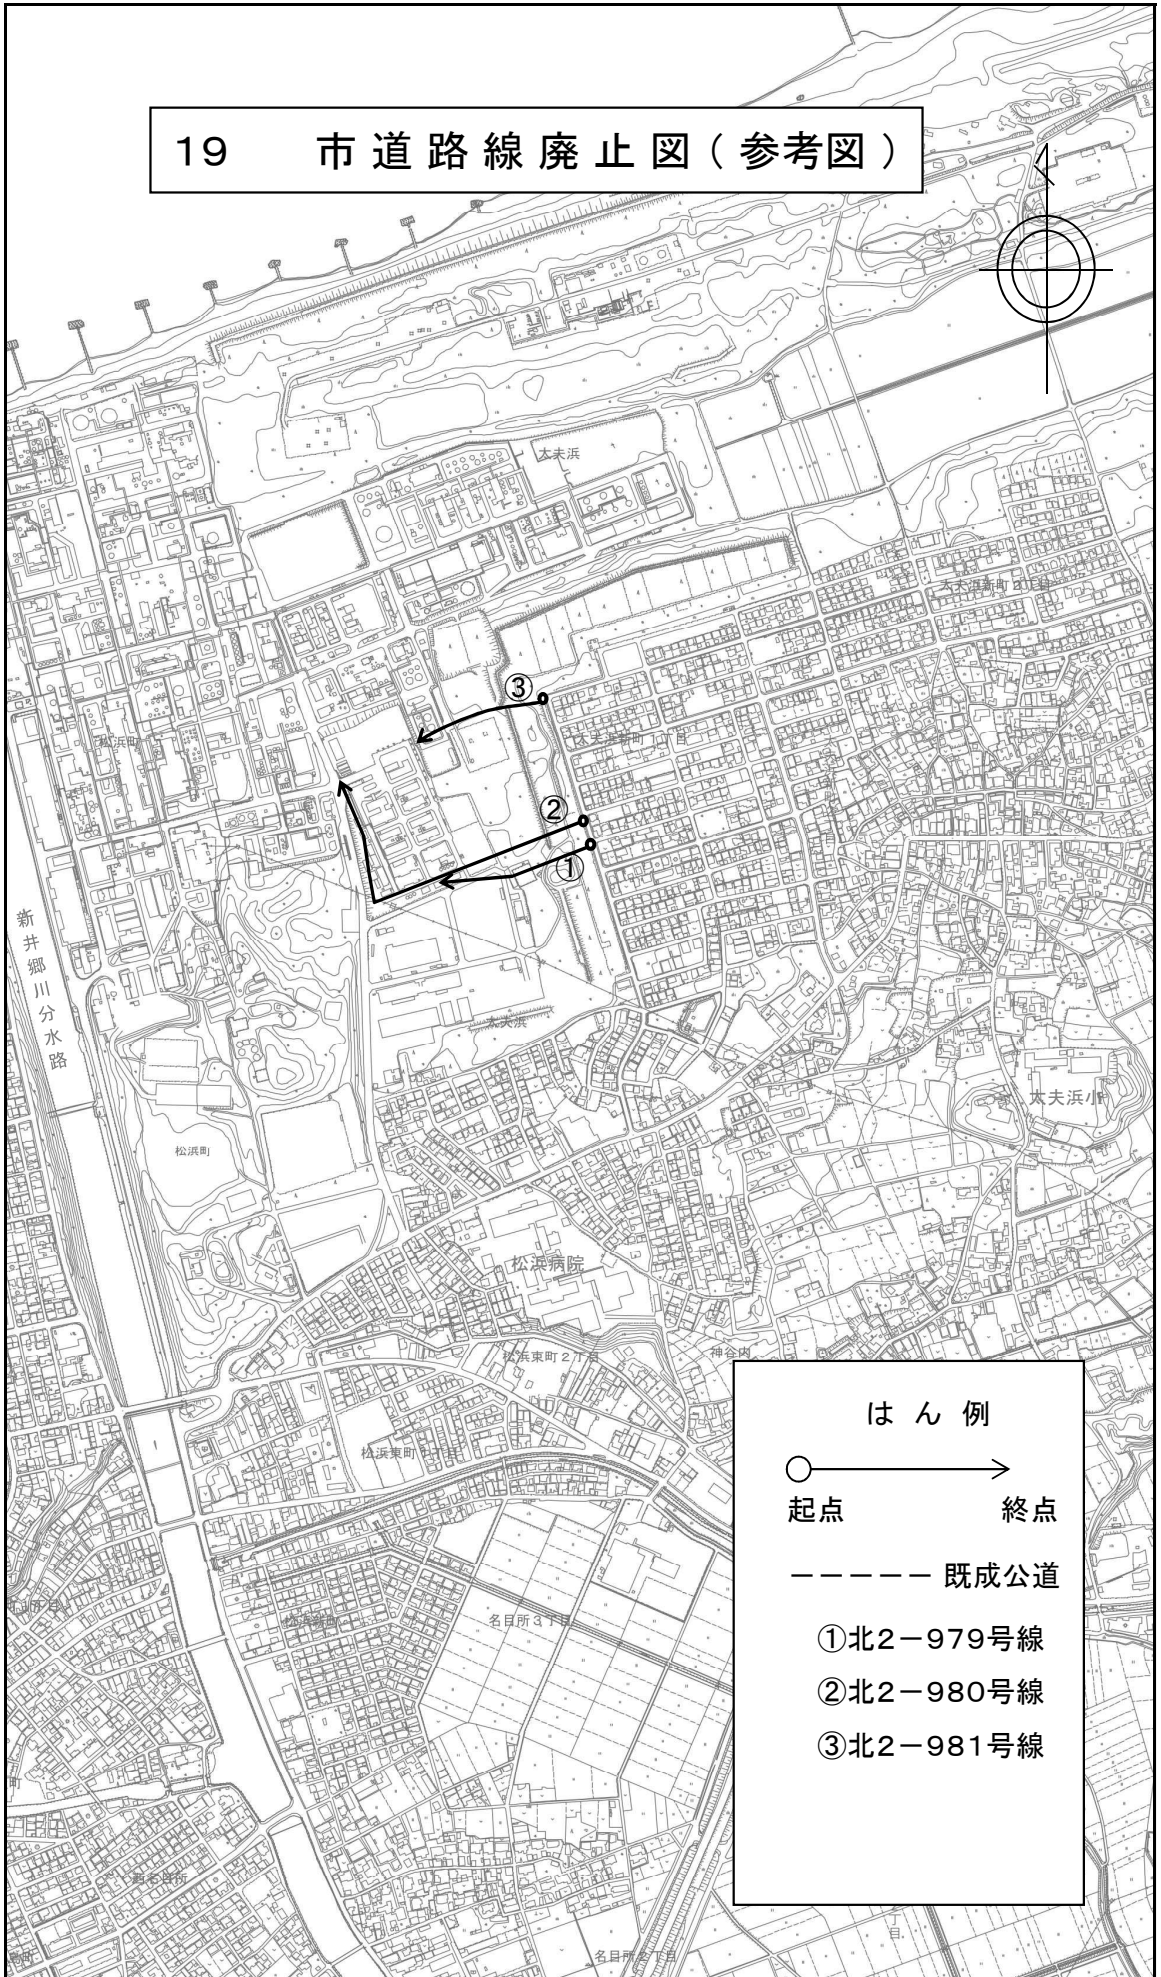 19 市道路線廃止図(参考図)
太夫浜
太夫浜新町2丁目
③
松浜町
太夫浜新町1丁目
②
①
新井郷川分水路
太夫浜
太夫浜小
松浜町
松浜病院
松浜東町2丁目
神谷内
松浜東町1丁目
はん例
起点 終点
----- 既成公道
①北2-979号線
②北2-980号線
③北2-981号線
松浜新町
名目所3丁目
西名目所
名目所2丁目